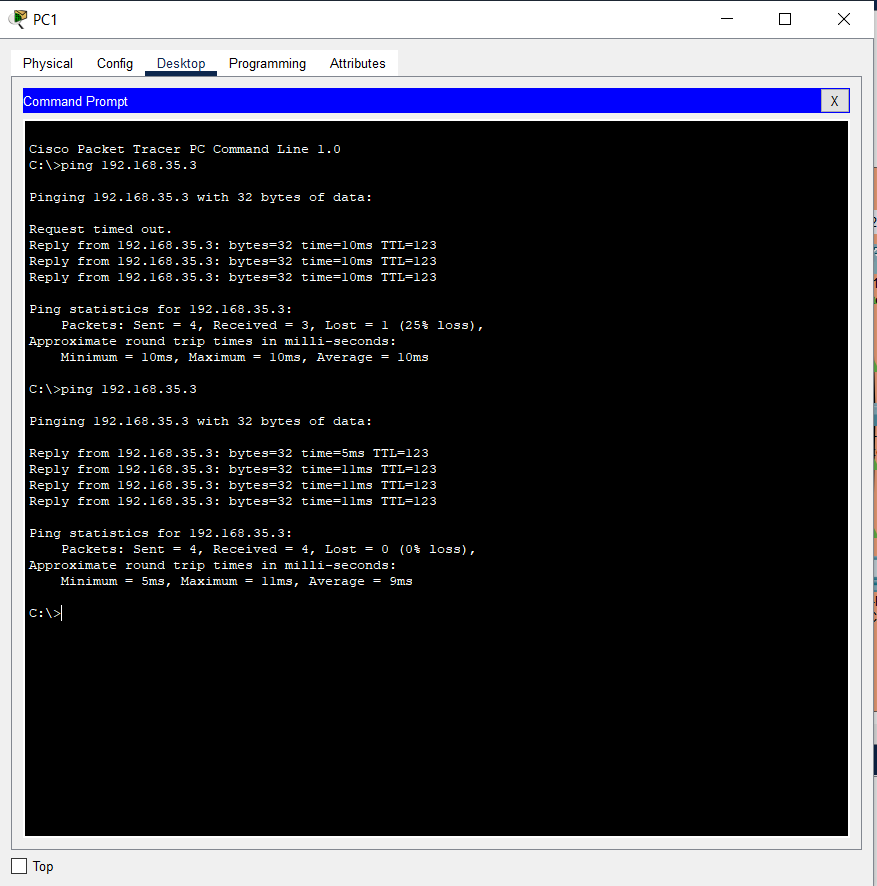 PC1
Physical Config Desktop Programming Attributes
Command Prompt X
Cisco Packet Tracer PC Command Line 1.0
C:\>ping 192.168.35.3
Pinging 192.168.35.3 with 32 bytes of data:
Request timed out.
Reply from 192.168.35.3: bytes=32 time=10ms TTL=123
Reply from 192.168.35.3: bytes=32 time=10ms TTL=123
Reply from 192.168.35.3: bytes=32 time=10ms TTL=123
Ping statistics for 192.168.35.3:
Packets: Sent = 4, Received = 3, Lost = 1 (25% loss),
Approximate round trip times in milli-seconds:
Minimum = 10ms, Maximum = 10ms, Average = 10ms
C:\>ping 192.168.35.3
Pinging 192.168.35.3 with 32 bytes of data:
Reply from 192.168.35.3: bytes=32 time=5ms TTL=123
Reply from 192.168.35.3: bytes=32 time=11ms TTL=123
Reply from 192.168.35.3: bytes=32 time=11ms TTL=123
Reply from 192.168.35.3: bytes=32 time=11ms TTL=123
Ping statistics for 192.168.35.3:
Packets: Sent = 4, Received = 4, Lost = 0 (0% loss),
Approximate round trip times in milli-seconds:
Minimum = 5ms, Maximum = 11ms, Average = 9ms
C:\>
Top